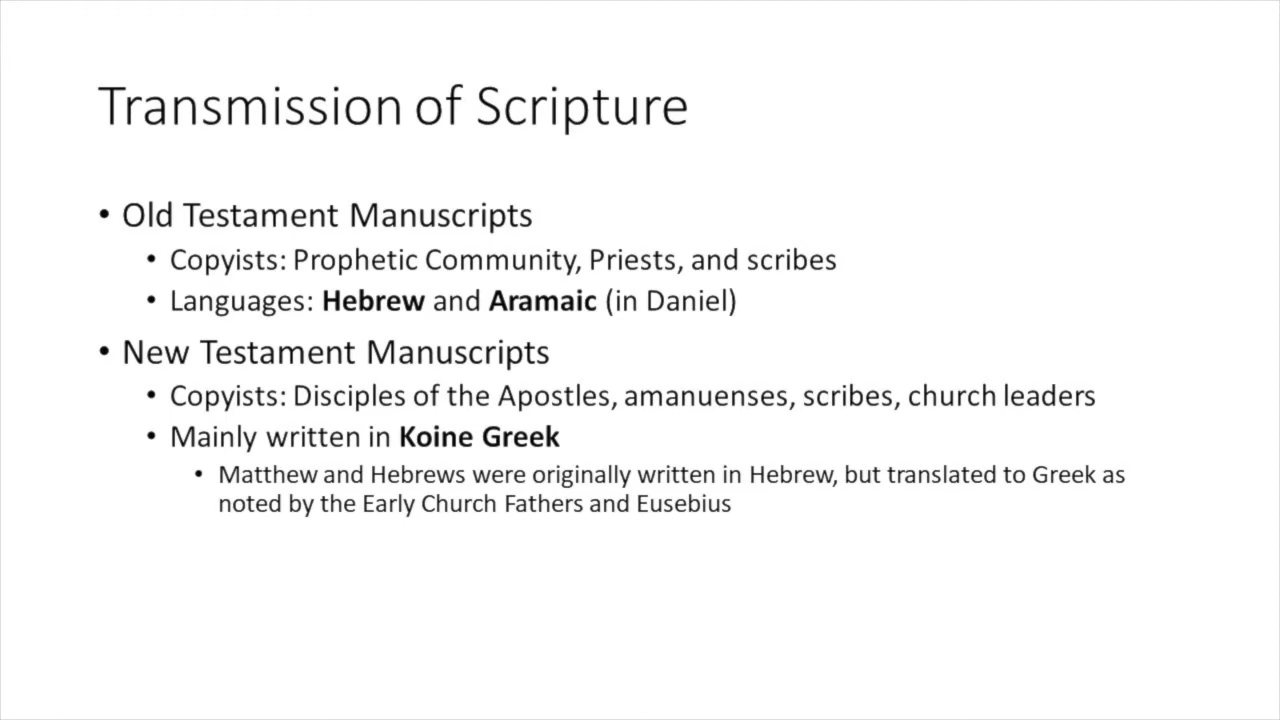 Transmission of Scripture
• Old Testament Manuscripts
• Copyists: Prophetic Community, Priests, and scribes
• Languages: Hebrew and Aramaic (in Daniel)
• New Testament Manuscripts
• Copyists: Disciples of the Apostles, amanuenses, scribes, church leaders
• Mainly written in Koine Greek
• Matthew and Hebrews were originally written in Hebrew, but translated to Greek as
noted by the Early Church Fathers and Eusebius